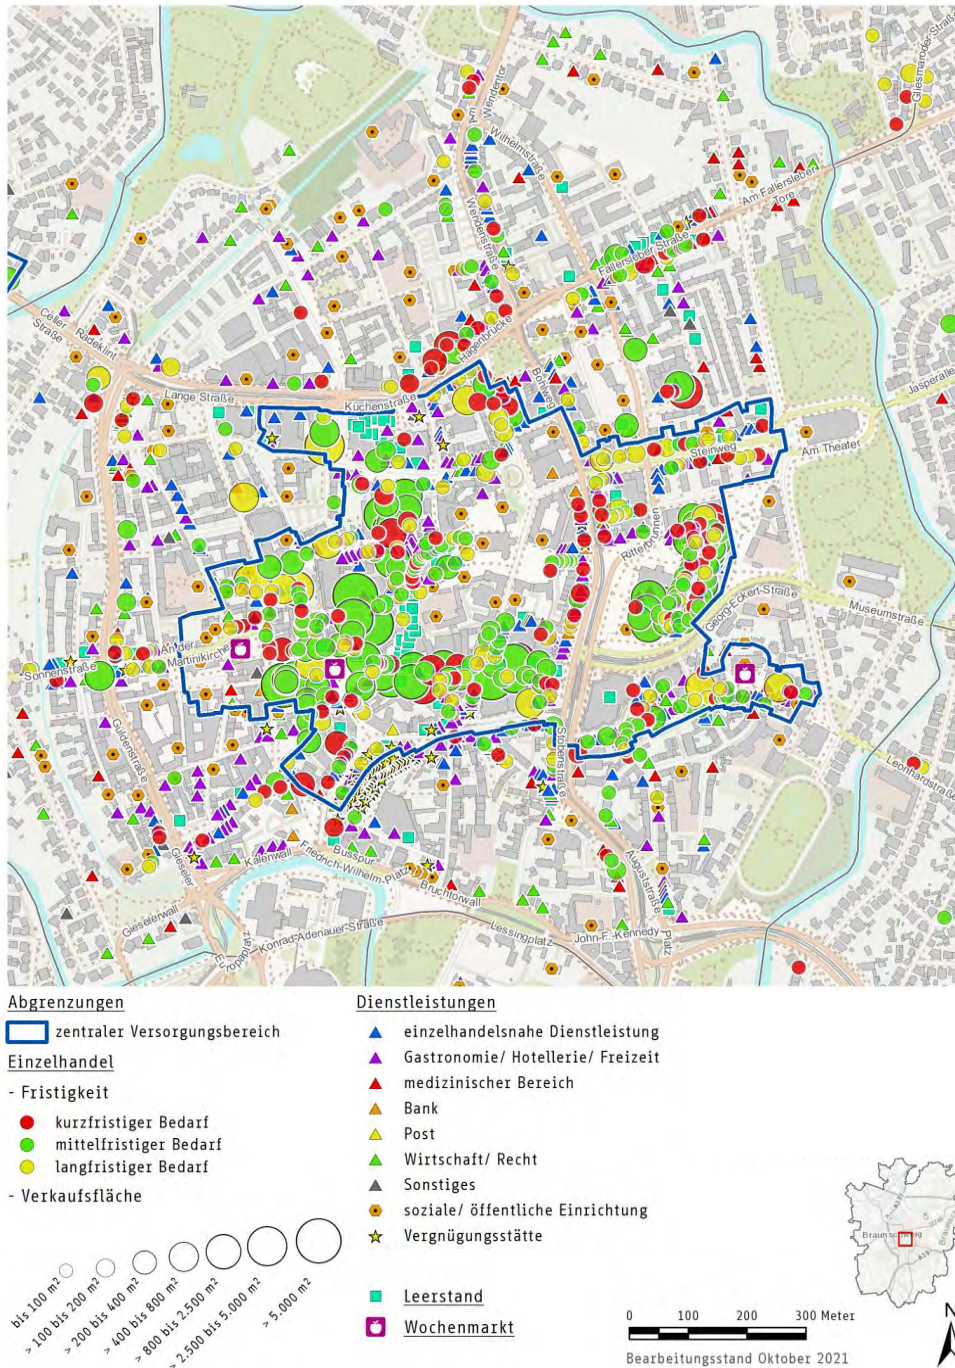 Wendentor
Am
Wilhelmstraße
Wendenstraße
Gliesmaroder Straße
Am Fallersleber
Tore
Fallersleber Straße
Celler
Straße
Radeklint
Hagenbrücke
Lange Straße
Küchenstraße
Bohlweg
Jasperallee
Steinweg
Am Theater
Ritterbrunnen
Georg-Eckert-Straße
Museumstraße
An der
Martinikirche
Sonnenstraße
Güldenstraße
Stobenstraße
Leonhardstraße
Gieseler
Kalenwall
Busspur
Friedrich-Wilhelm-Platz
Bruchtorwall
Auguststraße
Gieselerwall
Konrad-Adenauer-Straße
Europaplatz
Lessingplatz
John-F.-Kennedy-
Platz
Abgrenzungen
zentraler Versorgungsbereich
Einzelhandel
- Fristigkeit
kurzfristiger Bedarf
mittelfristiger Bedarf
langfristiger Bedarf
- Verkaufsfläche
bis 100 m²
> 100 bis 200 m²
> 200 bis 400 m²
> 400 bis 800 m²
> 800 bis 2.500 m²
> 2.500 bis 5.000 m²
> 5.000 m²
Dienstleistungen
einzelhandelsnahe Dienstleistung
Gastronomie/ Hotellerie/ Freizeit
medizinischer Bereich
Bank
Post
Wirtschaft/ Recht
Sonstiges
soziale/ öffentliche Einrichtung
Vergnügungsstätte
Leerstand
Wochenmarkt
Braunschweig
0 100 200 300 Meter
N
Bearbeitungsstand Oktober 2021